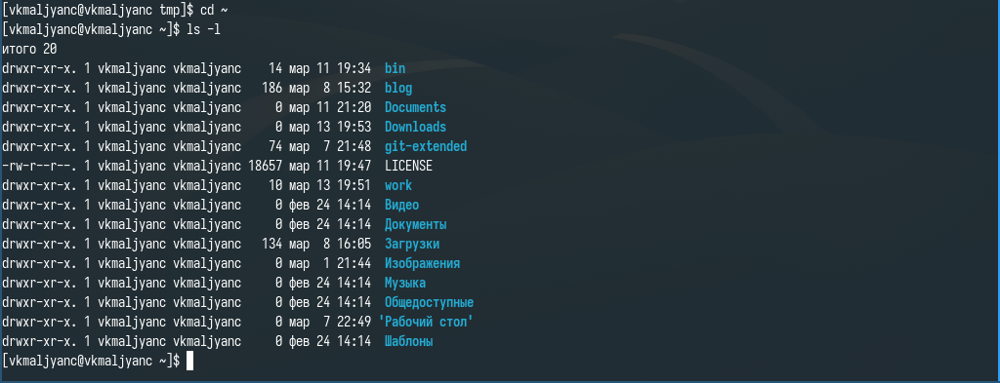 [vkmaljyanc@vkmaljyanc tmp]$ cd ~
[vkmaljyanc@vkmaljyanc ~]$ ls -l
итого 20
drwxr-xr-x. 1 vkmaljyanc vkmaljyanc    14 мар 11 19:34  bin
drwxr-xr-x. 1 vkmaljyanc vkmaljyanc   186 мар  8 15:32  blog
drwxr-xr-x. 1 vkmaljyanc vkmaljyanc     0 мар 11 21:20  Documents
drwxr-xr-x. 1 vkmaljyanc vkmaljyanc     0 мар 13 19:53  Downloads
drwxr-xr-x. 1 vkmaljyanc vkmaljyanc    74 мар  7 21:48  git-extended
-rw-r--r--. 1 vkmaljyanc vkmaljyanc 18657 мар 11 19:47  LICENSE
drwxr-xr-x. 1 vkmaljyanc vkmaljyanc    10 мар 13 19:51  work
drwxr-xr-x. 1 vkmaljyanc vkmaljyanc     0 фев 24 14:14  Видео
drwxr-xr-x. 1 vkmaljyanc vkmaljyanc     0 фев 24 14:14  Документы
drwxr-xr-x. 1 vkmaljyanc vkmaljyanc   134 мар  8 16:05  Загрузки
drwxr-xr-x. 1 vkmaljyanc vkmaljyanc     0 мар  1 21:44  Изображения
drwxr-xr-x. 1 vkmaljyanc vkmaljyanc     0 фев 24 14:14  Музыка
drwxr-xr-x. 1 vkmaljyanc vkmaljyanc     0 фев 24 14:14  Общедоступные
drwxr-xr-x. 1 vkmaljyanc vkmaljyanc     0 мар  7 22:49 'Рабочий стол'
drwxr-xr-x. 1 vkmaljyanc vkmaljyanc     0 фев 24 14:14  Шаблоны
[vkmaljyanc@vkmaljyanc ~]$